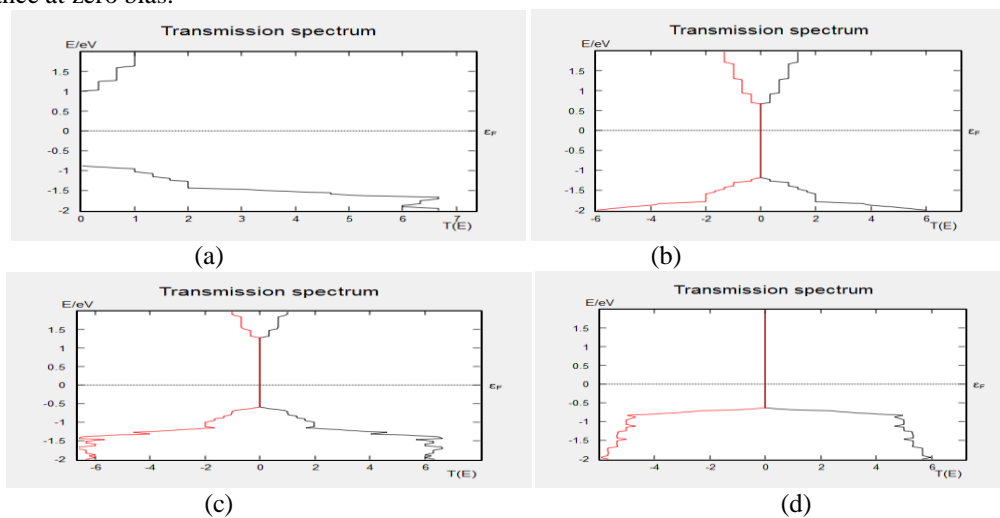 nce at zero bias.
Transmission spectrum
E/eV
1.5
1
0.5
0
-0.5
-1
-1.5
-2
0 1 2 3 4 5 6 7
T(E)
εF
(a)
Transmission spectrum
E/eV
1.5
1
0.5
0
-0.5
-1
-1.5
-2
-6 -4 -2 0 2 4 6
T(E)
εF
(b)
Transmission spectrum
E/eV
1.5
1
0.5
0
-0.5
-1
-1.5
-2
-6 -4 -2 0 2 4 6
T(E)
εF
(c)
Transmission spectrum
E/eV
1.5
1
0.5
0
-0.5
-1
-1.5
-2
-4 -2 0 2 4 6
T(E)
εF
(d)